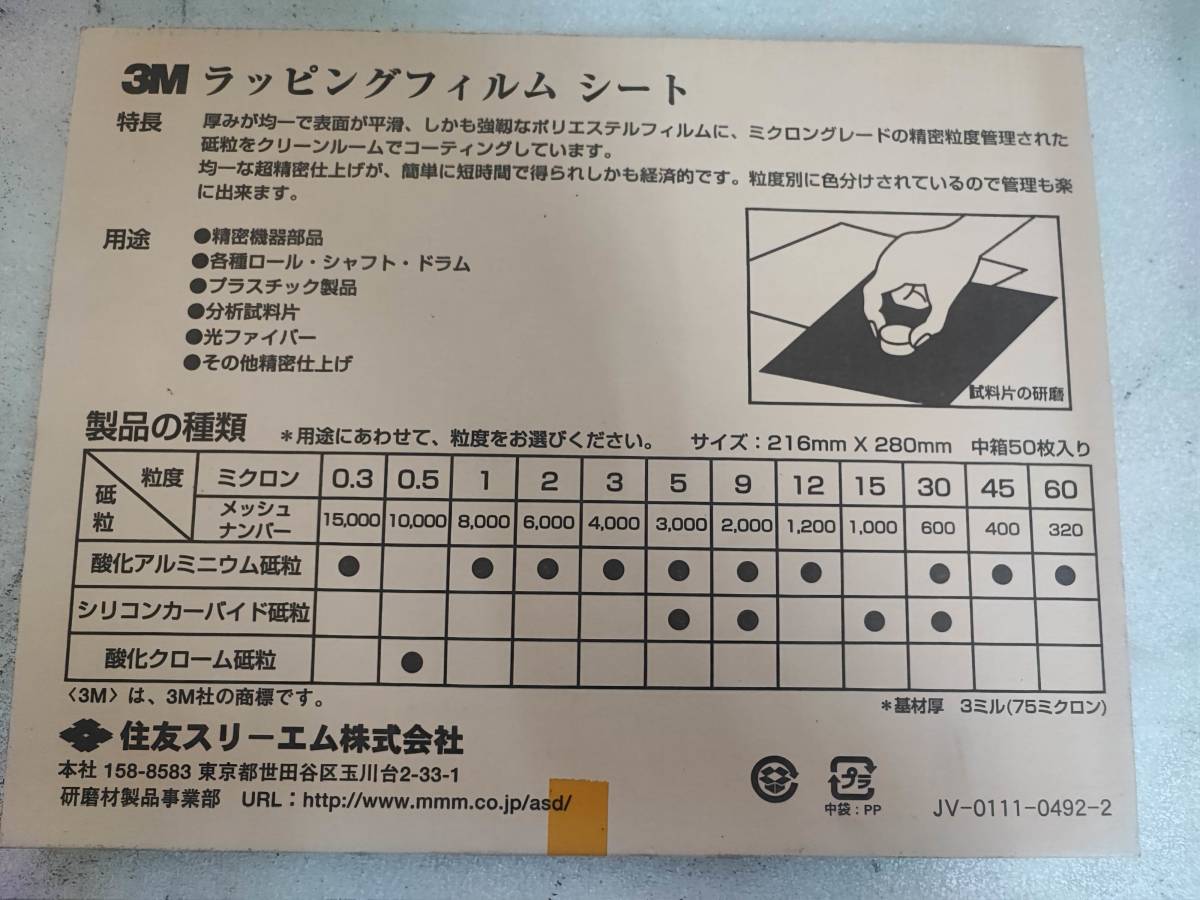 3M ラッピングフィルム シート
特長 厚みが均一で表面が平滑、しかも強靱なポリエステルフィルムに、ミクロングレードの精密粒度管理された
砥粒をクリーンルームでコーティングしています。
均一な超精密仕上げが、簡単に短時間で得られしかも経済的です。粒度別に色分けされているので管理も楽
に出来ます。
用途 ●精密機器部品
●各種ロール・シャフト・ドラム
●プラスチック製品
●分析試料片
●光ファイバー
●その他精密仕上げ
試料片の研磨
製品の種類 *用途にあわせて、粒度をお選びください。 サイズ:216mm X 280mm 中箱50枚入り
砥粒 粒度 ミクロン 0.3 0.5 1 2 3 5 9 12 15 30 45 60
メッシュナンバー 15,000 10,000 8,000 6,000 4,000 3,000 2,000 1,200 1,000 600 400 320
酸化アルミニウム砥粒 ● ● ● ● ● ● ● ● ● ●
シリコンカーバイド砥粒 ● ● ● ●
酸化クローム砥粒 ●
〈3M〉は、3M社の商標です。 *基材厚 3ミル(75ミクロン)
住友スリーエム株式会社
本社 158-8583 東京都世田谷区玉川台2-33-1
研磨材製品事業部 URL:http://www.mmm.co.jp/asd/
プラ
中袋:PP
JV-0111-0492-2